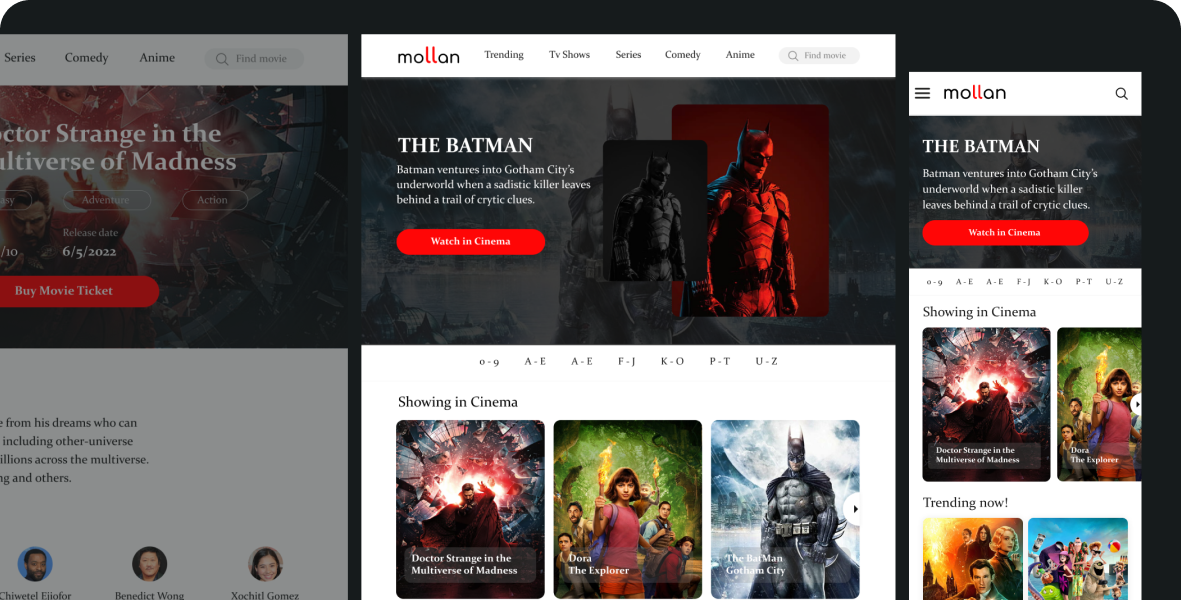 Series Comedy Anime Find movie
Doctor Strange in the
Multiverse of Madness
Adventure Action
Release date
/10 6/5/2022
Buy Movie Ticket
from his dreams who can
including other-universe
across the multiverse.
and others.
Chiwetel Ejiofor Benedict Wong Xochitl Gomez
mollan Trending Tv Shows Series Comedy Anime Find movie
THE BATMAN
Batman ventures into Gotham City's
underworld when a sadistic killer leaves
behind a trail of crytic clues.
Watch in Cinema
0-9 A-E A-E F-J K-O P-T U-Z
Showing in Cinema
Doctor Strange in the
Multiverse of Madness
Dora
The Explorer
The BatMan
Gotham City
mollan
THE BATMAN
Batman ventures into Gotham City's
underworld when a sadistic killer
leaves behind a trail of crytic clues.
Watch in Cinema
0-9 A-E A-E F-J K-O P-T U-Z
Showing in Cinema
Doctor Strange in the
Multiverse of Madness
Dora
The Explorer
Trending now!